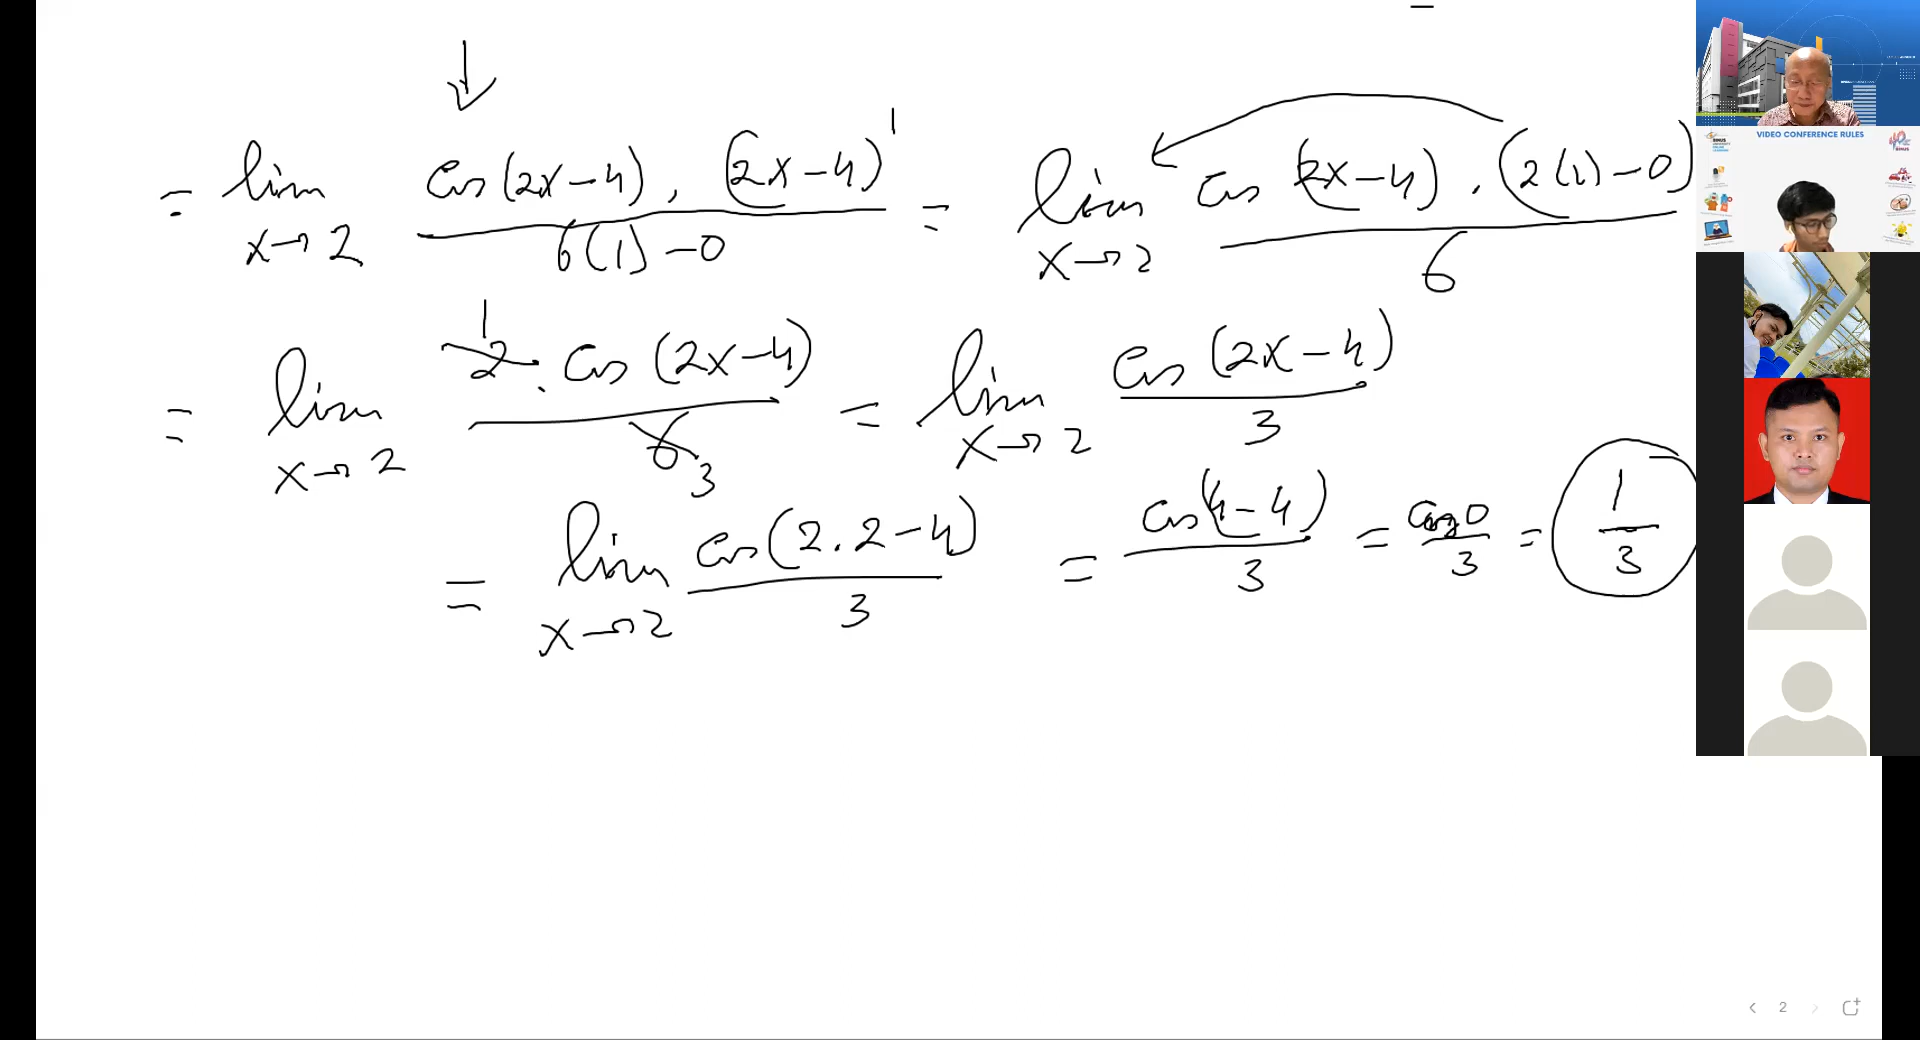 = lim x→2 cos(2x-4), (2x-4)' / 6(1)-0 = lim x→2 cos(2x-4) . (2(1)-0) / 6
= lim x→2 2 . cos(2x-4) / 6 1 3 = lim x→2 cos(2x-4) / 3
= lim x→2 cos(2.2-4) / 3 = cos(4-4) / 3 = cos 0 / 3 = 1 / 3
VIDEO CONFERENCE RULES
2